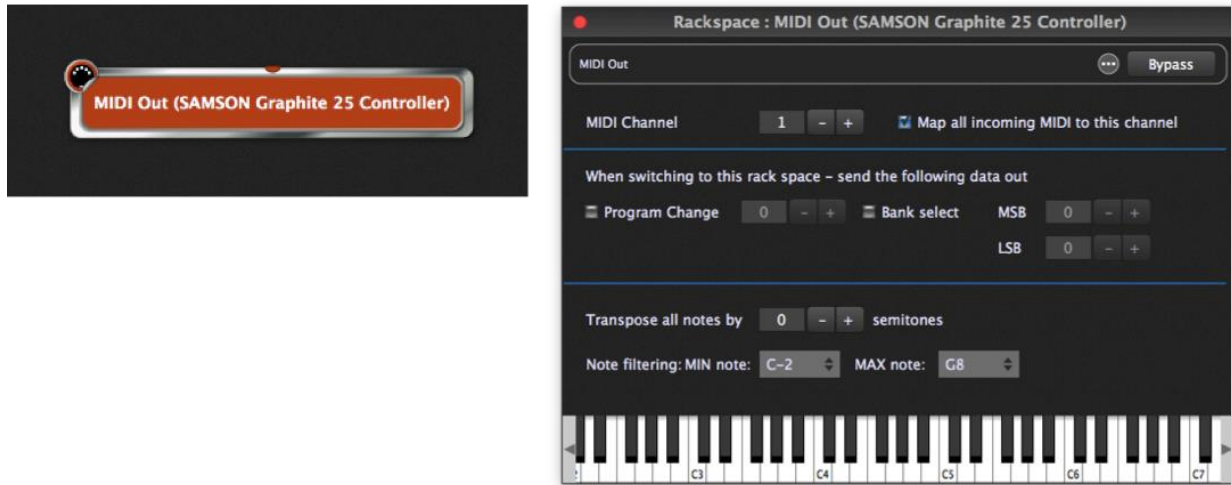 MIDI Out (SAMSON Graphite 25 Controller)
Rackspace : MIDI Out (SAMSON Graphite 25 Controller)
MIDI Out
Bypass
MIDI Channel 1 - + Map all incoming MIDI to this channel
When switching to this rack space – send the following data out
Program Change 0 - + Bank select MSB 0 - +
LSB 0 - +
Transpose all notes by 0 - + semitones
Note filtering: MIN note: C-2 MAX note: G8
C3 C4 C5 C6 C7